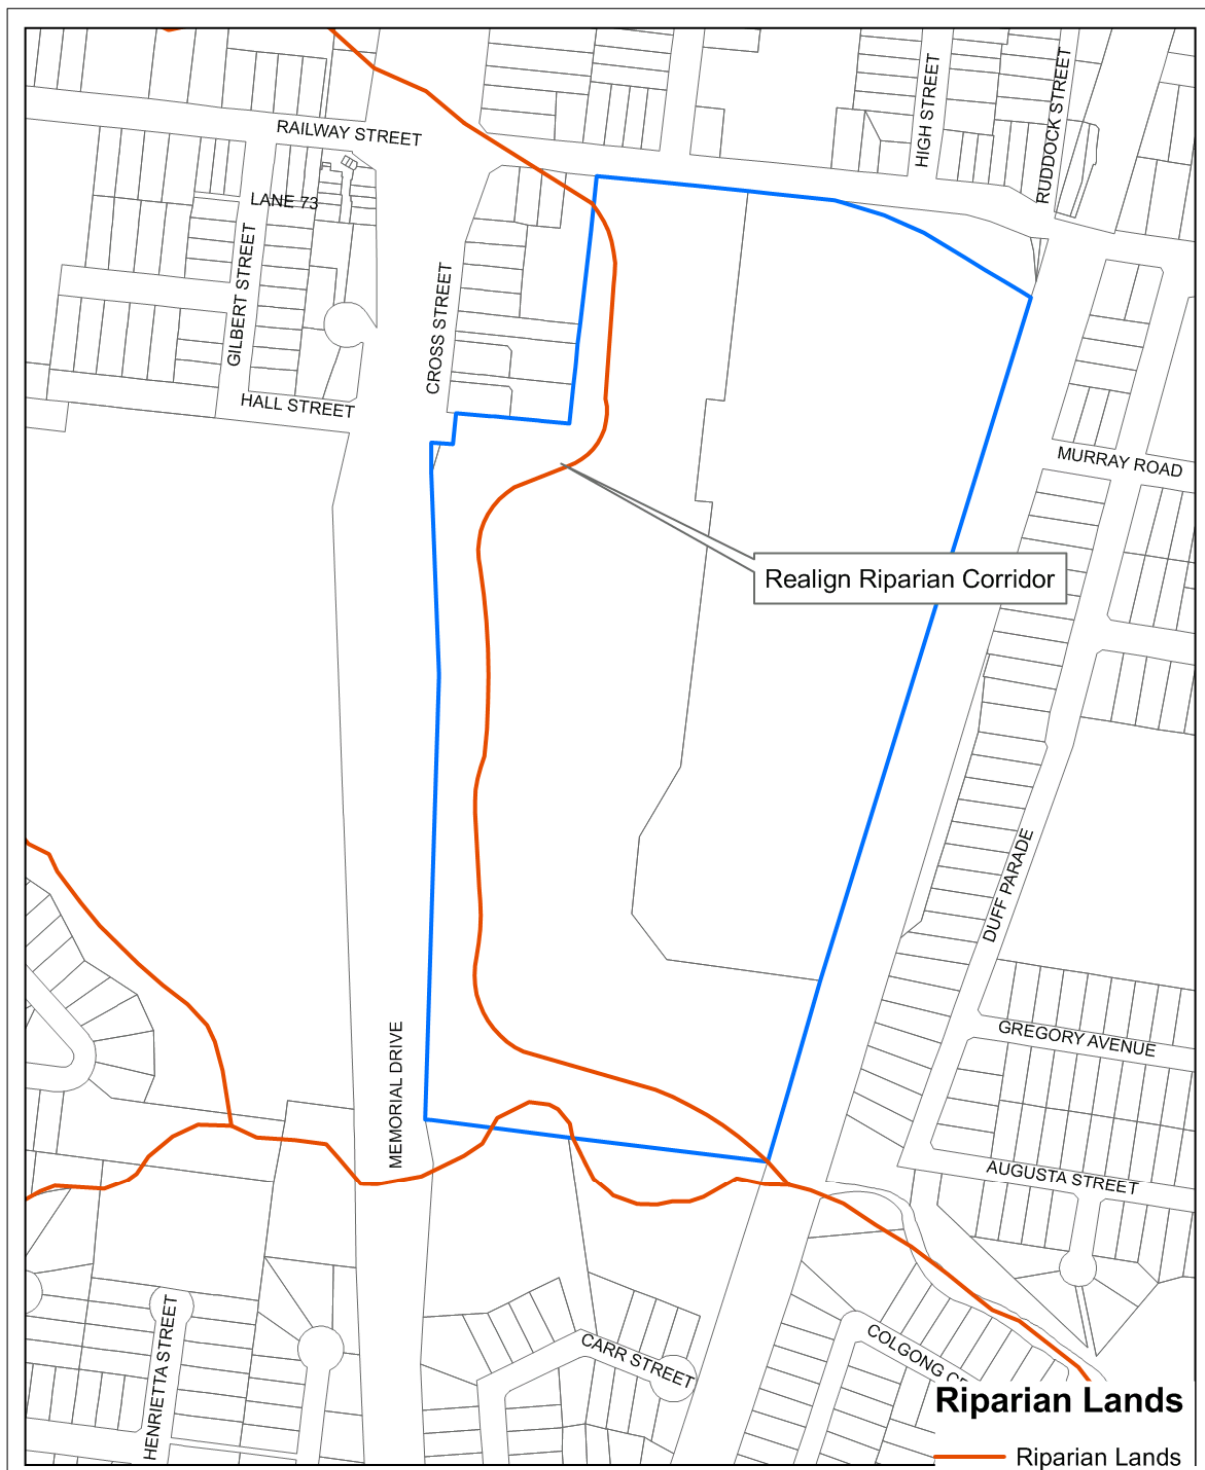 RAILWAY STREET
HIGH STREET
RUDDOCK STREET
LANE 73
GILBERT STREET
CROSS STREET
HALL STREET
MURRAY ROAD
Realign Riparian Corridor
DUFF PARADE
MEMORIAL DRIVE
GREGORY AVENUE
AUGUSTA STREET
HENRIETTA STREET
CARR STREET
COLGONG
Riparian Lands
Riparian Lands